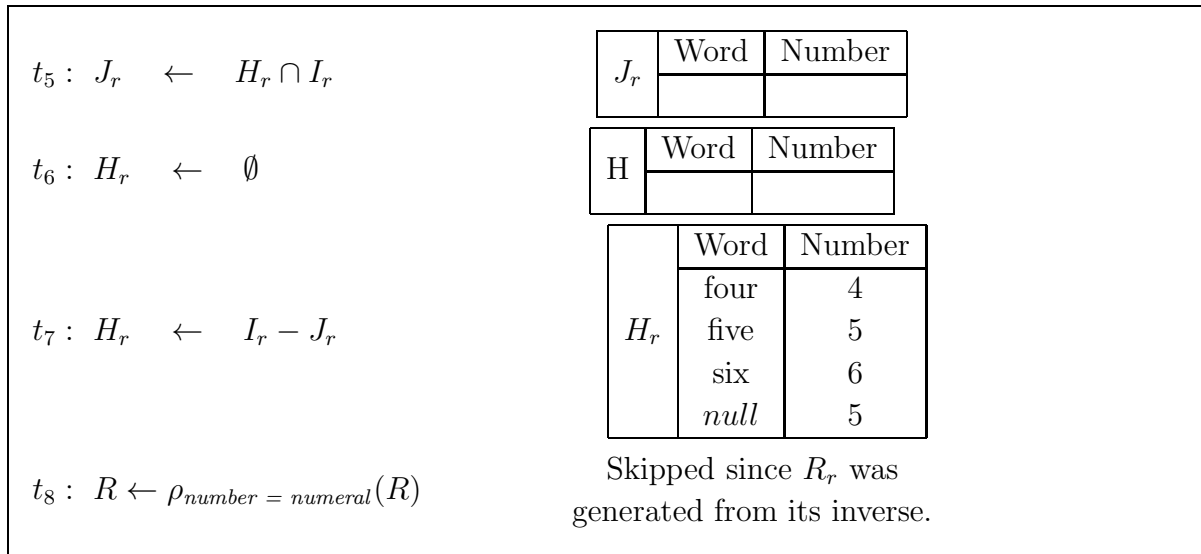 t₅ : Jᵣ ← Hᵣ ∩ Iᵣ
Jᵣ Word Number
t₆ : Hᵣ ← ∅
H Word Number
t₇ : Hᵣ ← Iᵣ − Jᵣ
Hᵣ Word Number
four 4
five 5
six 6
null 5
t₈ : R ← ρ number = numeral (R)
Skipped since Rᵣ was
generated from its inverse.